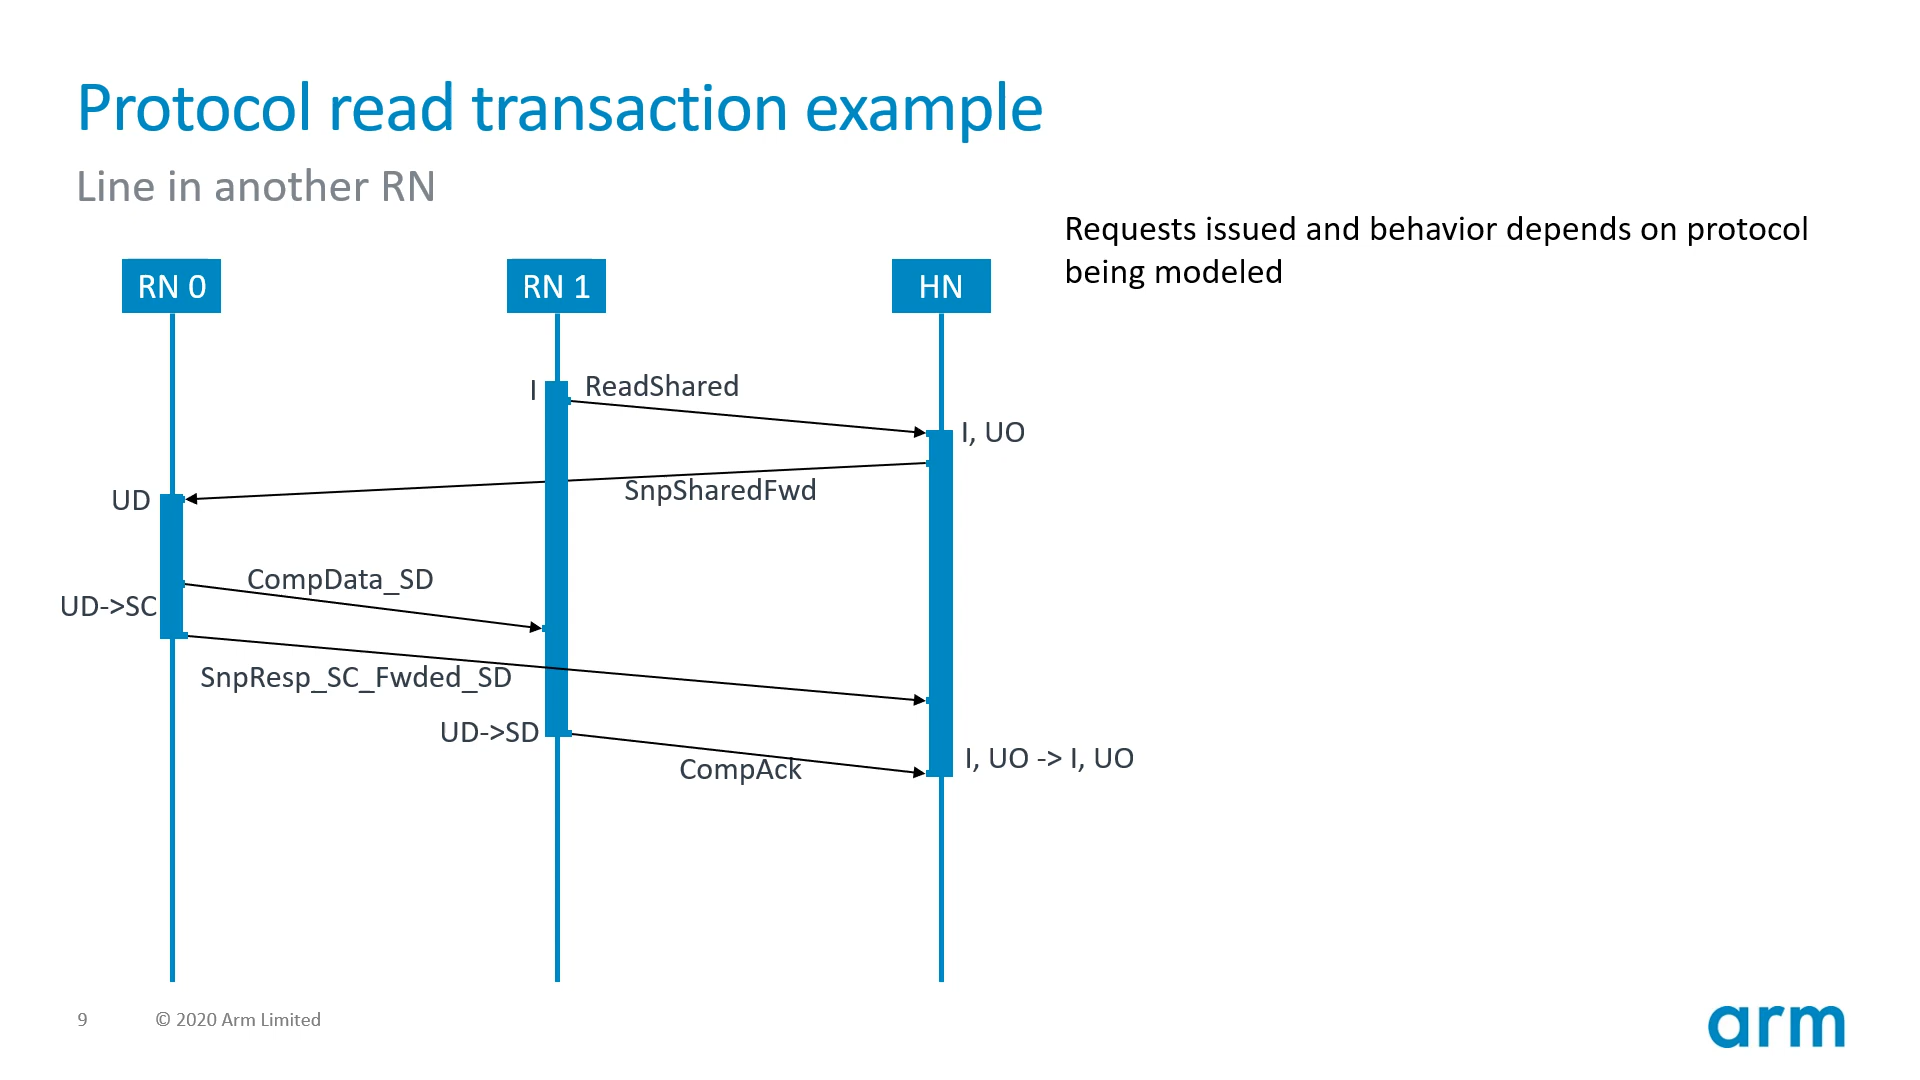 Protocol read transaction example
Line in another RN
Requests issued and behavior depends on protocol
being modeled
RN 0
RN 1
HN
I
ReadShared
I, UO
SnpSharedFwd
UD
CompData_SD
UD->SC
SnpResp_SC_Fwded_SD
UD->SD
CompAck
I, UO -> I, UO
9
© 2020 Arm Limited
arm